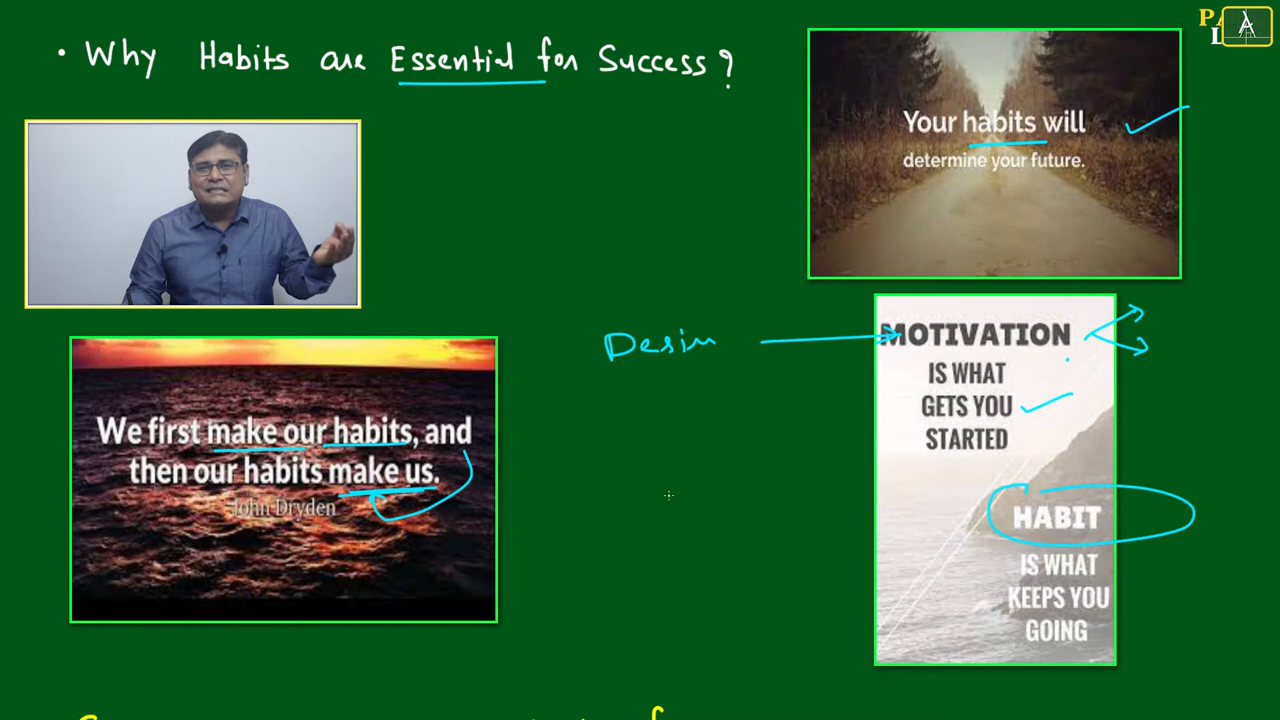 • Why Habits are Essential for Success?
Your habits will
determine your future.
We first make our habits, and
then our habits make us.
John Dryden
MOTIVATION
IS WHAT
GETS YOU
STARTED
HABIT
IS WHAT
KEEPS YOU
GOING